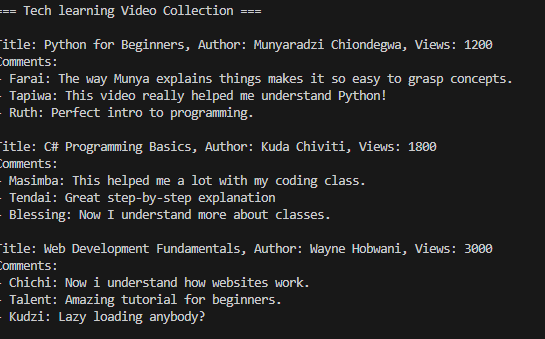 === Tech learning Video Collection ===
Title: Python for Beginners, Author: Munyaradzi Chiondegwa, Views: 1200
Comments:
- Farai: The way Munya explains things makes it so easy to grasp concepts.
- Tapiwa: This video really helped me understand Python!
- Ruth: Perfect intro to programming.
Title: C# Programming Basics, Author: Kuda Chiviti, Views: 1800
Comments:
- Masimba: This helped me a lot with my coding class.
- Tendai: Great step-by-step explanation
- Blessing: Now I understand more about classes.
Title: Web Development Fundamentals, Author: Wayne Hobwani, Views: 3000
Comments:
- Chichi: Now i understand how websites work.
- Talent: Amazing tutorial for beginners.
- Kudzi: Lazy loading anybody?